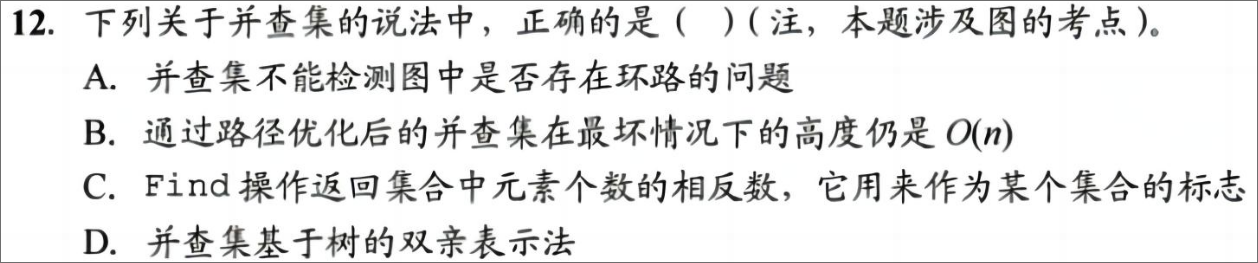 12. 下列关于并查集的说法中，正确的是（ ）(注，本题涉及图的考点)。
A. 并查集不能检测图中是否存在环路的问题
B. 通过路径优化后的并查集在最坏情况下的高度仍是 O(n)
C. Find 操作返回集合中元素个数的相反数，它用来作为某个集合的标志
D. 并查集基于树的双亲表示法